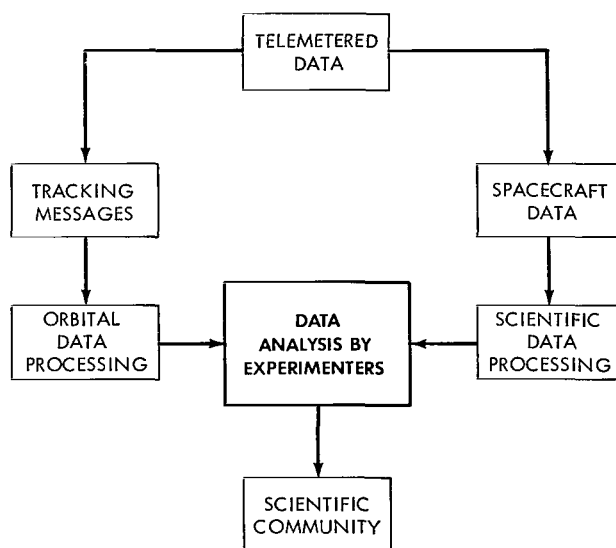 TELEMETERED
DATA
TRACKING
MESSAGES
SPACECRAFT
DATA
ORBITAL
DATA
PROCESSING
DATA
ANALYSIS BY
EXPERIMENTERS
SCIENTIFIC
DATA
PROCESSING
SCIENTIFIC
COMMUNITY